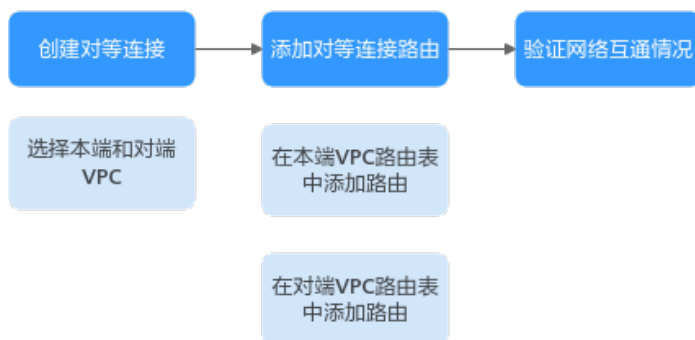 创建对等连接
添加对等连接路由
验证网络互通情况
选择本端和对端
VPC
在本端VPC路由表
中添加路由
在对端VPC路由表
中添加路由